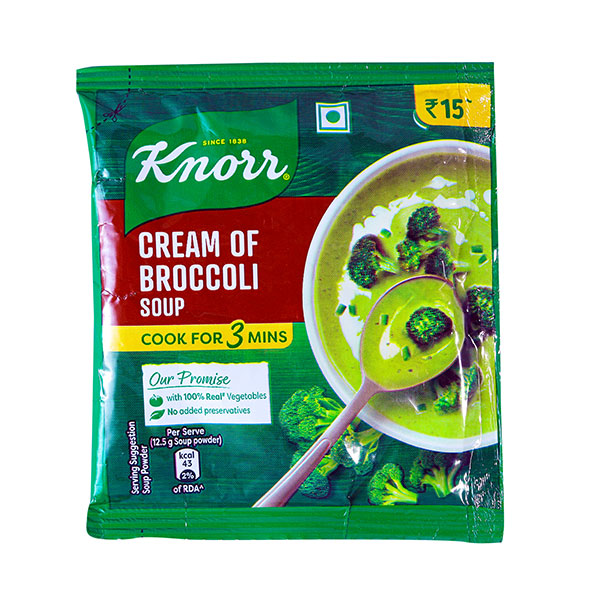 ₹15~
SINCE 1838
Knorr®
CREAM OF
BROCCOLI
SOUP
COOK FOR 3 MINS
Our Promise
with 100% Real# Vegetables
No added preservatives
Per Serve
(12.5 g Soup powder)
kcal
43
2%
of RDA^
Serving Suggestion
Soup Powder